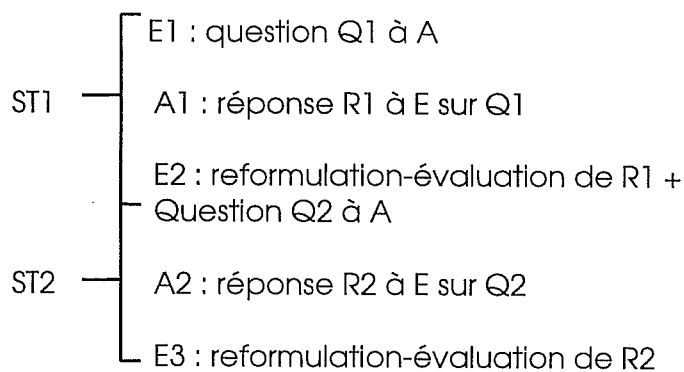 E1 : question Q1 à A
ST1
A1 : réponse R1 à E sur Q1
E2 : reformulation-évaluation de R1 +
Question Q2 à A
ST2
A2 : réponse R2 à E sur Q2
E3 : reformulation-évaluation de R2